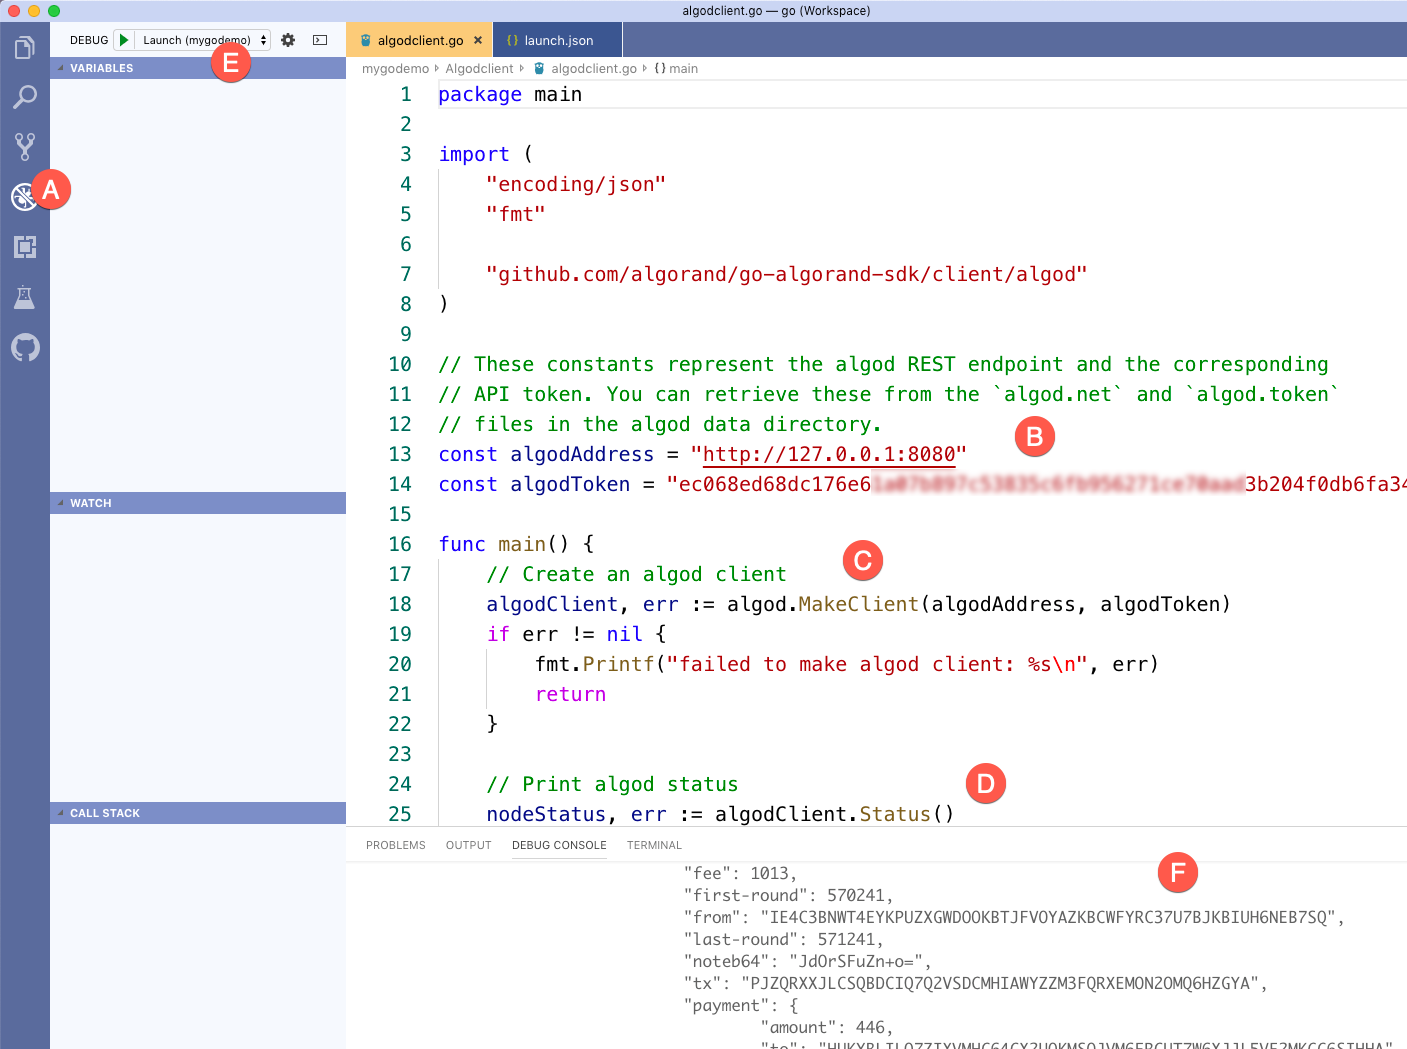 algodclient.go — go (Workspace)
DEBUG Launch (mygodemo)
algodclient.go × {} launch.json
E
VARIABLES
mygodemo Algodclient algodclient.go {} main
A
1 package main
2
3 import (
4 "encoding/json"
5 "fmt"
6
7 "github.com/algorand/go-algorand-sdk/client/algod"
8 )
9
10 // These constants represent the algod REST endpoint and the corresponding
11 // API token. You can retrieve these from the `algod.net` and `algod.token`
12 // files in the algod data directory.
B
13 const algodAddress = "http://127.0.0.1:8080"
14 const algodToken = "ec068ed68dc176e6 3b204f0db6fa34
15
16 func main() {
C
17 // Create an algod client
18 algodClient, err := algod.MakeClient(algodAddress, algodToken)
19 if err != nil {
20 fmt.Printf("failed to make algod client: %s\n", err)
21 return
22 }
23
24 // Print algod status
D
25 nodeStatus, err := algodClient.Status()
WATCH
CALL STACK
PROBLEMS OUTPUT DEBUG CONSOLE TERMINAL
F
"fee": 1013,
"first-round": 570241,
"from": "IE4C3BNWT4EYKPUZXGWDOOKBTJFVOYAZKBCWFYRC37U7BJKBIUH6NEB7SQ",
"last-round": 571241,
"noteb64": "JdOrSFuZn+o=",
"tx": "PJZQRXXJLCSQBDCIQ7Q2VSDCMHIAWYZZM3FQRXEMON2OMQ6HZGYA",
"payment": {
"amount": 446,